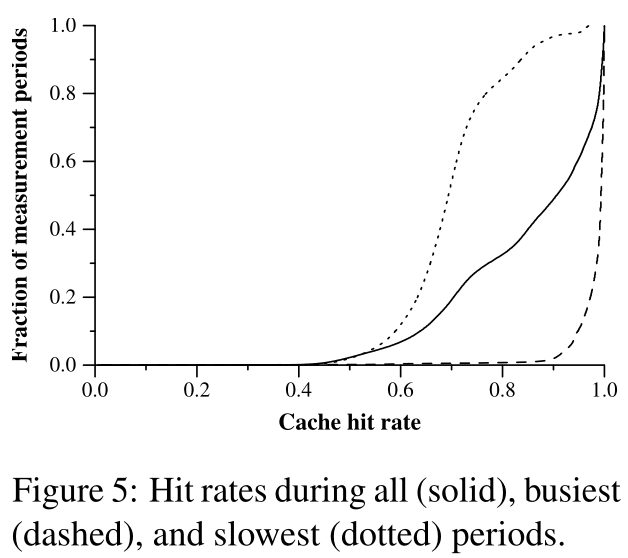 1.0
0.8
0.6
0.4
0.2
0.0
Fraction of measurement periods
0.0 0.2 0.4 0.6 0.8 1.0
Cache hit rate
Figure 5: Hit rates during all (solid), busiest
(dashed), and slowest (dotted) periods.